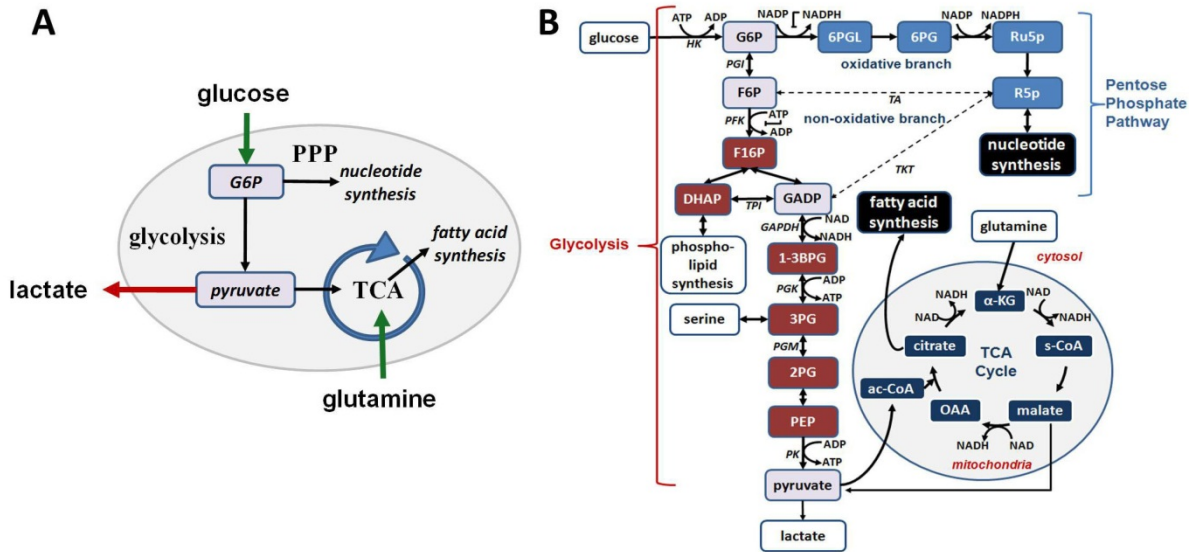 A
glucose
PPP
G6P
nucleotide
synthesis
glycolysis
fatty acid
synthesis
lactate
pyruvate
TCA
glutamine
B
glucose
ATP
ADP
HK
G6P
NADP
NADPH
6PGL
6PG
NADP
NADPH
Ru5p
oxidative branch
PGI
F6P
TA
R5p
Pentose
Phosphate
Pathway
PFK
ATP
ADP
non-oxidative branch
F16P
nucleotide
synthesis
TKT
DHAP
TPI
GADP
fatty acid
synthesis
Glycolysis
GAPDH
NAD
NADH
glutamine
phospho-
lipid
synthesis
1-3BPG
cytosol
PGK
ADP
ATP
NADH
NAD
α-KG
NAD
NADH
serine
3PG
PGM
citrate
TCA
Cycle
s-CoA
2PG
ac-CoA
OAA
malate
PEP
NADH
NAD
mitochondria
PK
ADP
ATP
pyruvate
lactate